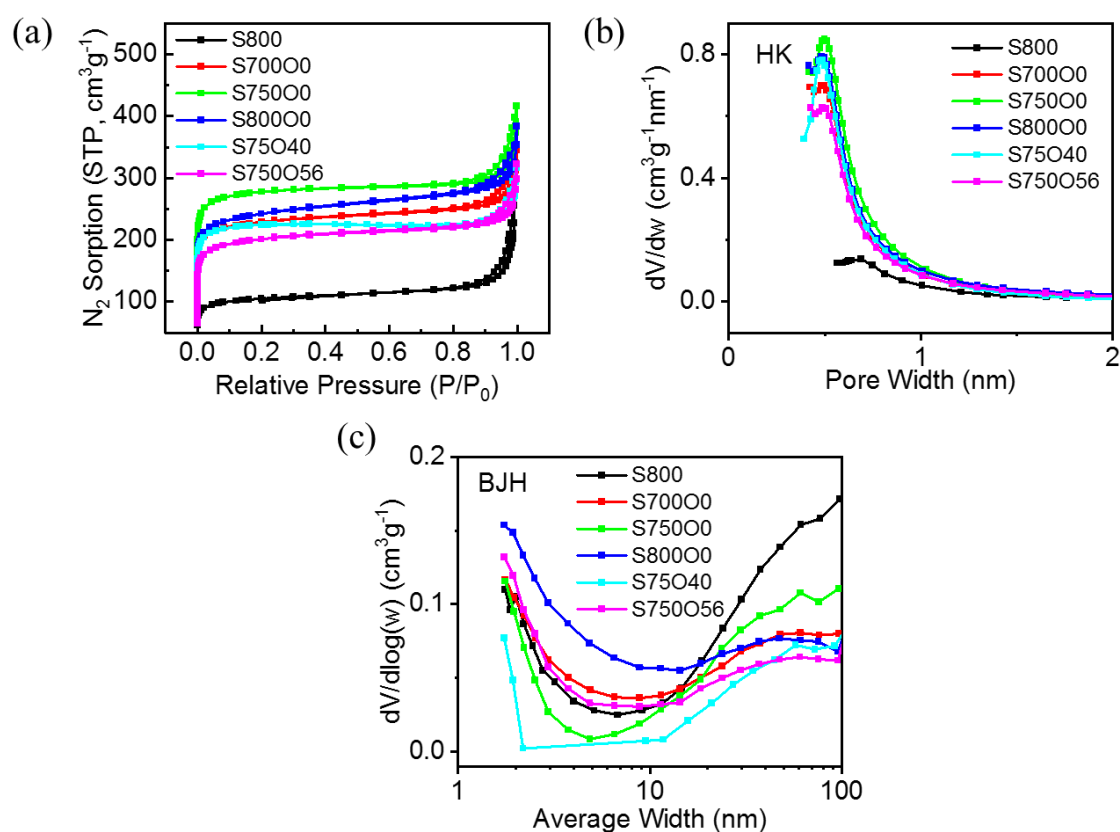 (a)
N₂ Sorption (STP, cm³g⁻¹)
500
400
300
200
100
S800
S700O0
S750O0
S800O0
S75O40
S750O56
0.0 0.2 0.4 0.6 0.8 1.0
Relative Pressure (P/P₀)
(b)
dV/dw (cm³g⁻¹nm⁻¹)
0.8
0.4
0.0
HK
S800
S700O0
S750O0
S800O0
S75O40
S750O56
0 1 2
Pore Width (nm)
(c)
dV/dlog(w) (cm³g⁻¹)
0.2
0.1
0.0
BJH
S800
S700O0
S750O0
S800O0
S75O40
S750O56
1 10 100
Average Width (nm)